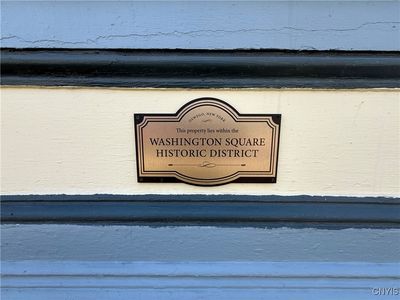 OSWEGO, NEW YORK
This property lies within the
WASHINGTON SQUARE
HISTORIC DISTRICT
CNYIS